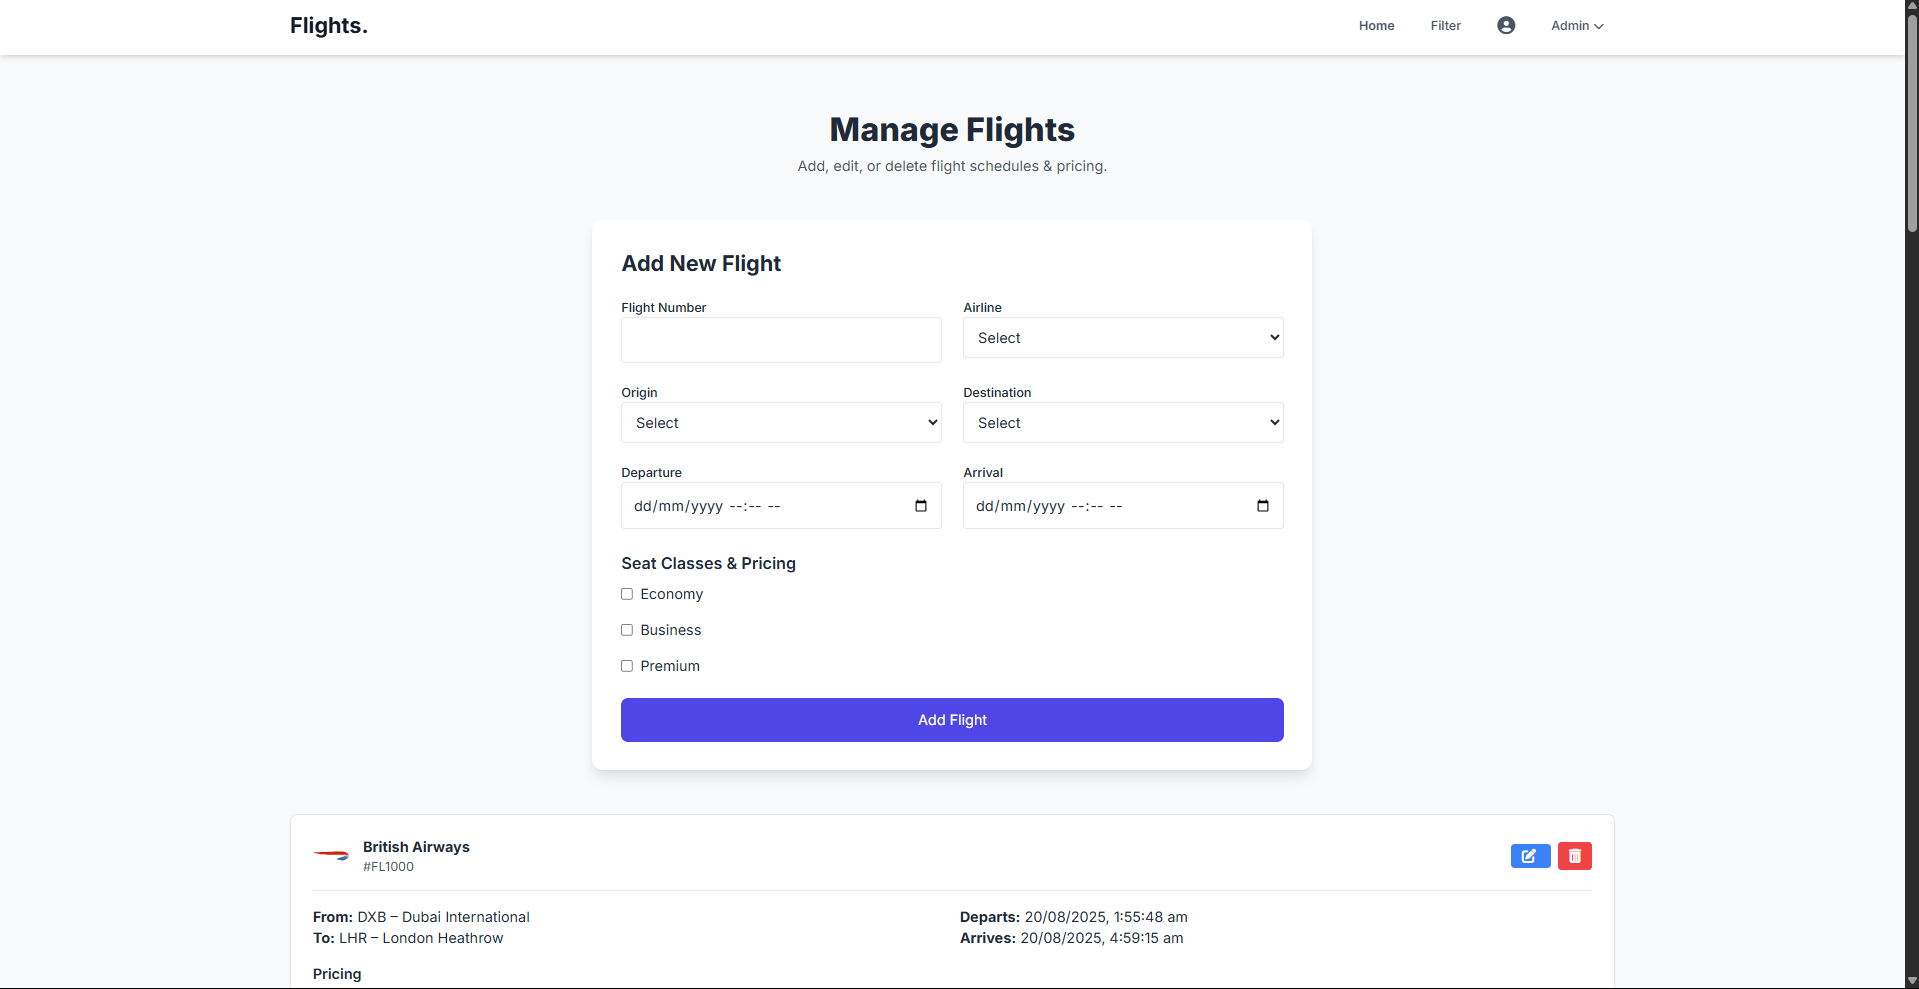 Flights.
Home
Filter
Admin
Manage Flights
Add, edit, or delete flight schedules & pricing.
Add New Flight
Flight Number
Airline
Select
Origin
Destination
Select
Select
Departure
Arrival
dd/mm/yyyy --:-- --
dd/mm/yyyy --:-- --
Seat Classes & Pricing
Economy
Business
Premium
Add Flight
British Airways
#FL1000
From: DXB – Dubai International
Departs: 20/08/2025, 1:55:48 am
To: LHR – London Heathrow
Arrives: 20/08/2025, 4:59:15 am
Pricing